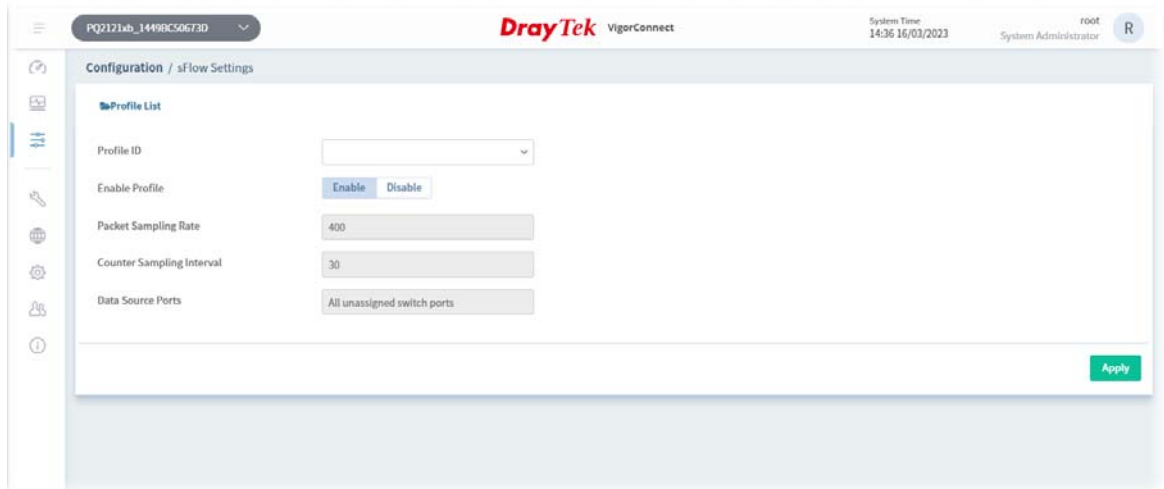 PQ2121xb_1449BC50673D
DrayTek VigorConnect
System Time
14:36 16/03/2023
root
System Administrator
R
Configuration / sFlow Settings
Profile List
Profile ID
Enable Profile
Enable Disable
Packet Sampling Rate
400
Counter Sampling Interval
30
Data Source Ports
All unassigned switch ports
Apply